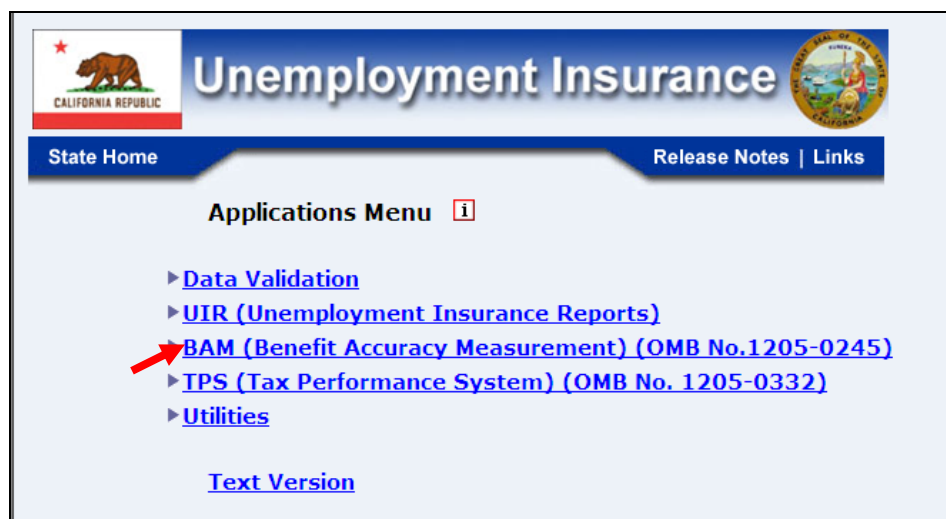 CALIFORNIA REPUBLIC
Unemployment Insurance
State Home
Release Notes | Links
Applications Menu i
Data Validation
UIR (Unemployment Insurance Reports)
BAM (Benefit Accuracy Measurement) (OMB No.1205-0245)
TPS (Tax Performance System) (OMB No. 1205-0332)
Utilities
Text Version